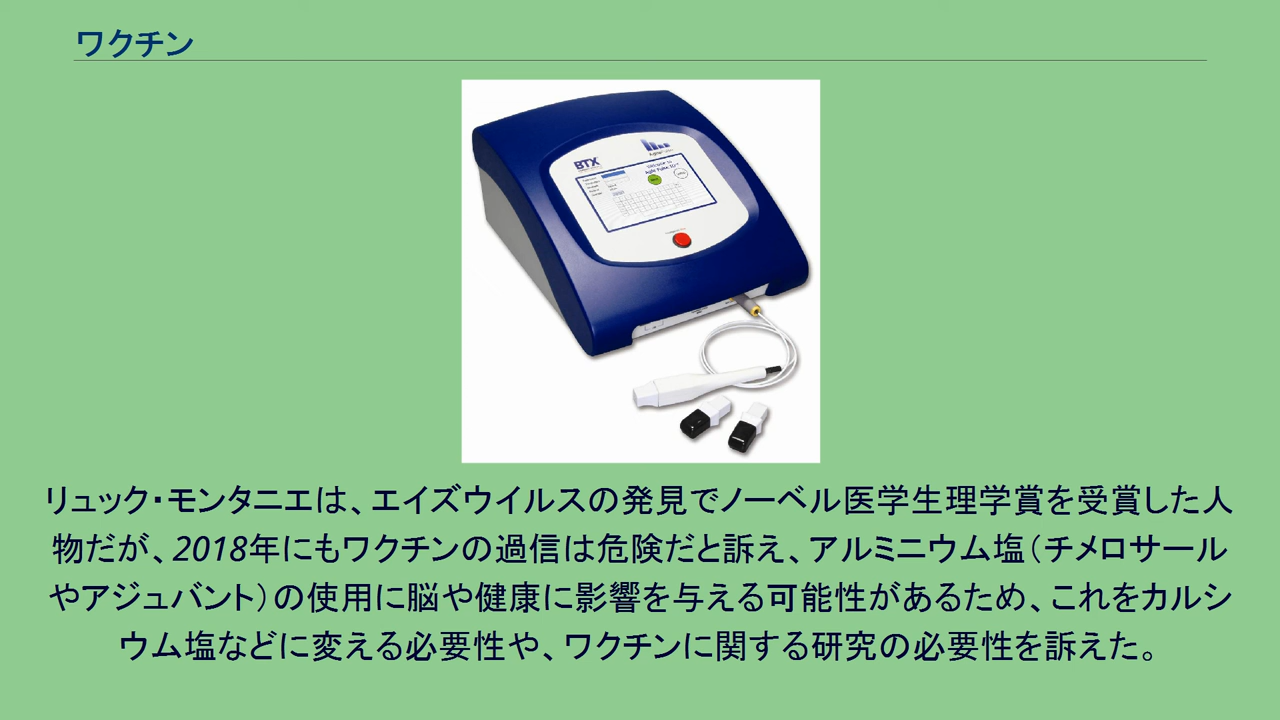 ワクチン
BTX
リュック・モンタニエは、エイズウイルスの発見でノーベル医学生理学賞を受賞した人
物だが、2018年にもワクチンの過信は危険だと訴え、アルミニウム塩（チメロサール
やアジュバント）の使用に脳や健康に影響を与える可能性があるため、これをカルシ
ウム塩などに変える必要性や、ワクチンに関する研究の必要性を訴えた。